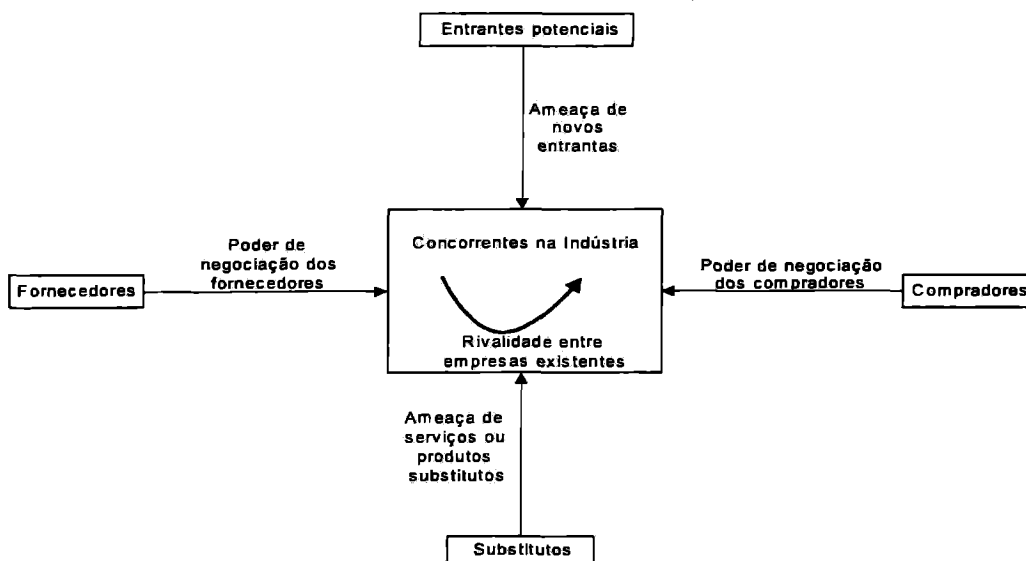 Entrantes potenciais
Ameaça de
novos
entrantas
Concorrentes na Indústria
Poder de
negociação dos
fornecedores
Poder de negociação
dos compradores
Fornecedores
Compradores
Rivalidade entre
empresas existentes
Ameaça de
serviços ou
produtos
substitutos
Substitutos